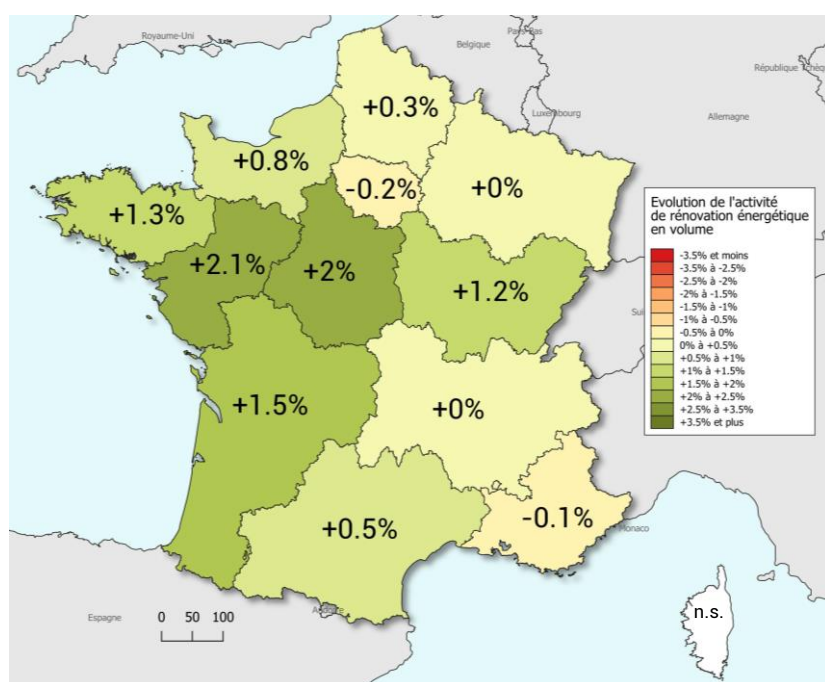 Royaume-Uni
Pays-Bas
Belgique
République Tchèq
Luxembourg
Allemagne
+0.3%
+0.8%
-0.2%
+0%
+1.3%
+2.1%
+2%
+1.2%
Sui
+1.5%
+0%
+0.5%
-0.1%
Monaco
Espagne
Andorre
n.s.
0 50 100
Evolution de l'activité
de rénovation énergétique
en volume
-3.5% et moins
-3.5% à -2.5%
-2.5% à -2%
-2% à -1.5%
-1.5% à -1%
-1% à -0.5%
-0.5% à 0%
0% à +0.5%
+0.5% à +1%
+1% à +1.5%
+1.5% à +2%
+2% à +2.5%
+2.5% à +3.5%
+3.5% et plus